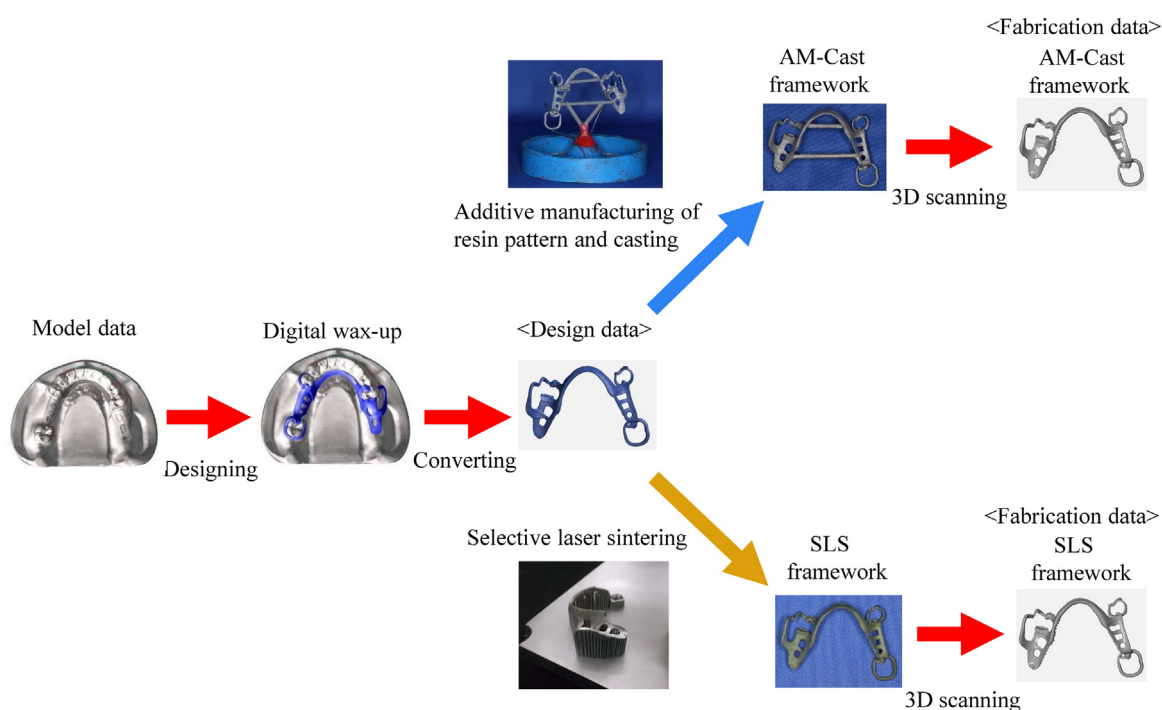 Model data
Designing
Digital wax-up
Converting
<Design data>
Additive manufacturing of
resin pattern and casting
AM-Cast
framework
3D scanning
<Fabrication data>
AM-Cast
framework
Selective laser sintering
SLS
framework
3D scanning
<Fabrication data>
SLS
framework